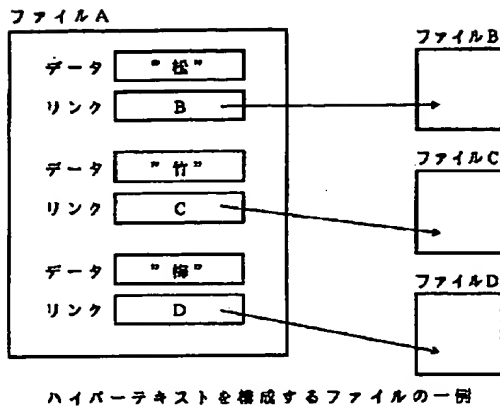 ファイルA
データ "松"
リンク B
データ "竹"
リンク C
データ "梅"
リンク D
ファイルB
ファイルC
ファイルD
ハイパーテキストを構成するファイルの一例